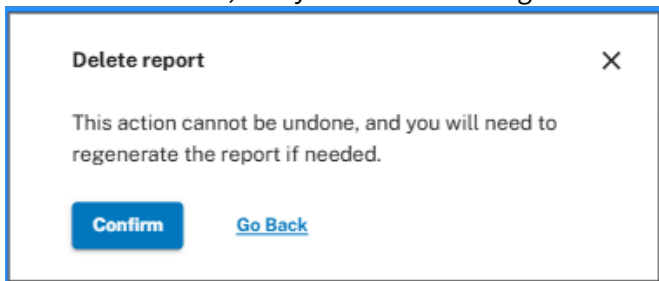 Delete report
This action cannot be undone, and you will need to
regenerate the report if needed.
Confirm
Go Back